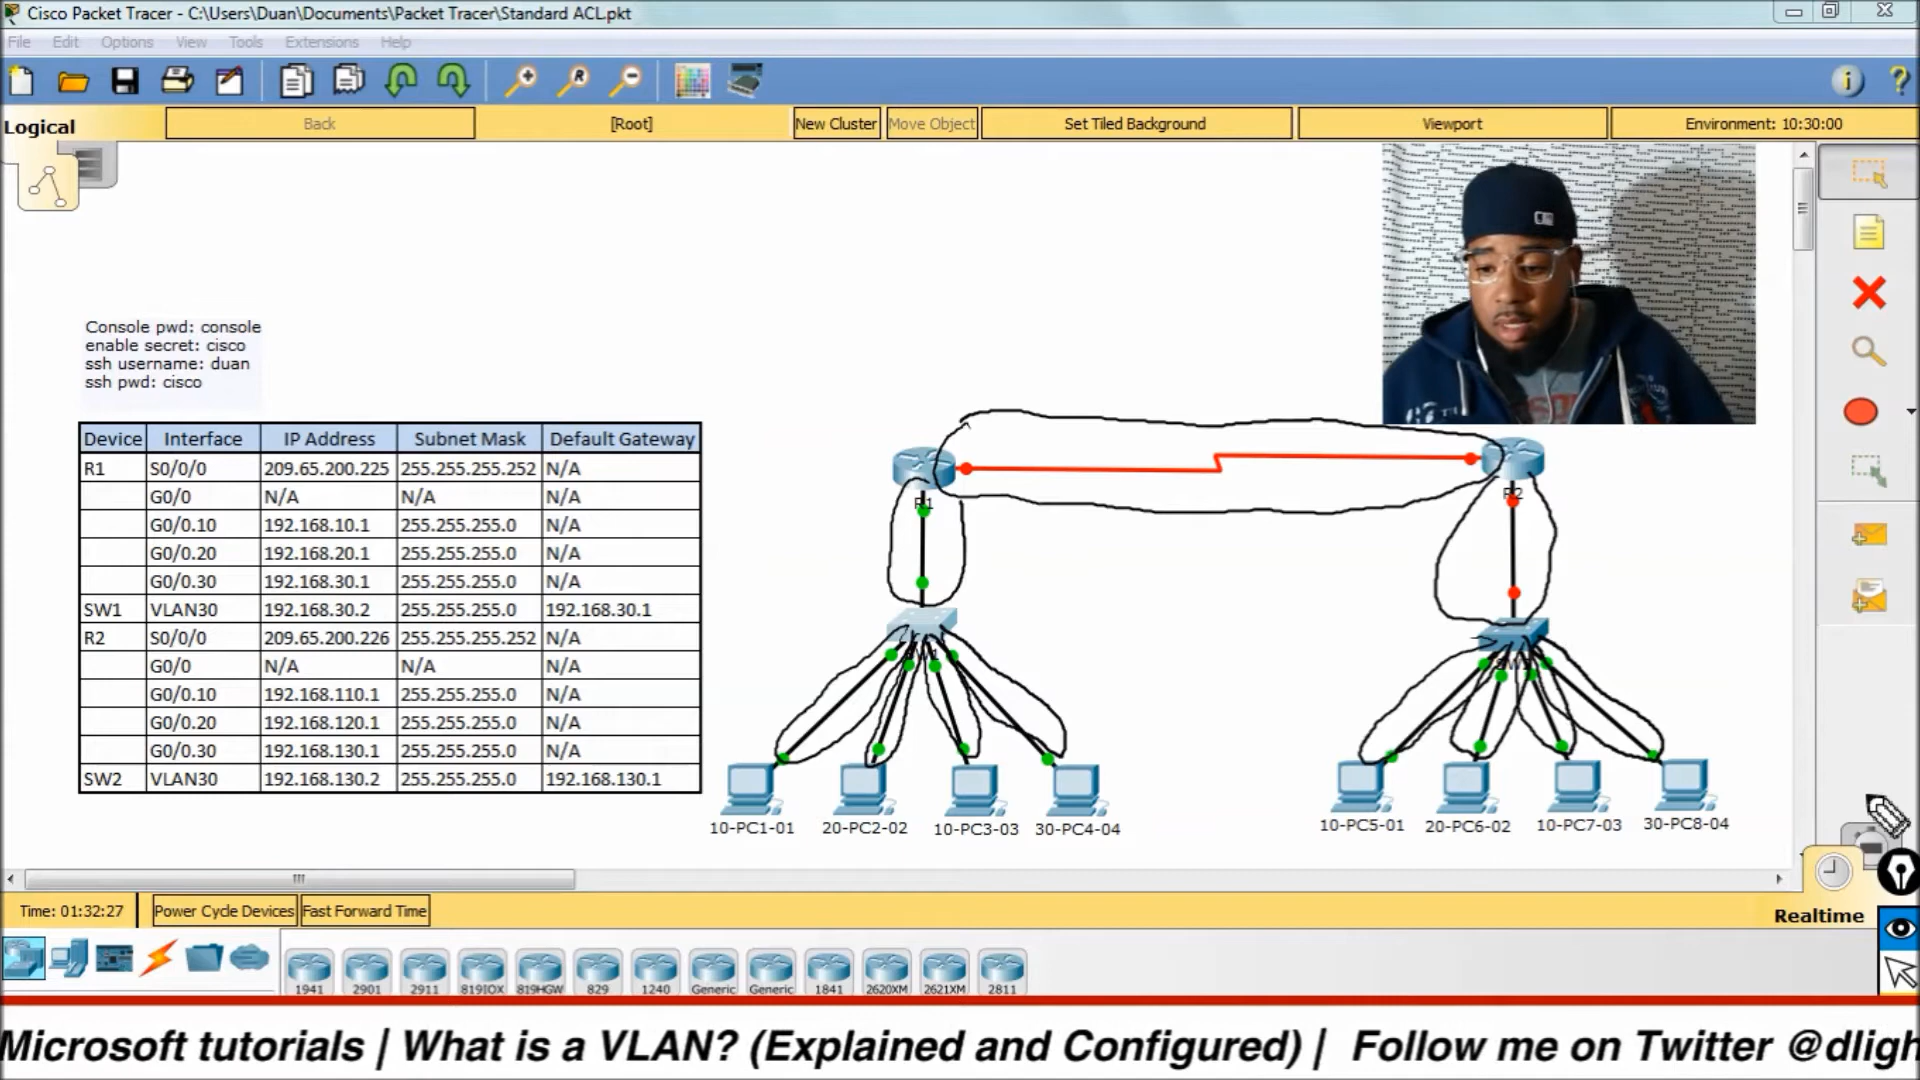 Cisco Packet Tracer - C:\Users\Duan\Documents\Packet Tracer\Standard ACL.pkt
File Edit Options View Tools Extensions Help
Logical Back [Root] New Cluster Move Object Set Tiled Background Viewport Environment: 10:30:00
Console pwd: console
enable secret: cisco
ssh username: duan
ssh pwd: cisco
Device Interface IP Address Subnet Mask Default Gateway
R1 S0/0/0 209.65.200.225 255.255.255.252 N/A
G0/0 N/A N/A N/A
G0/0.10 192.168.10.1 255.255.255.0 N/A
G0/0.20 192.168.20.1 255.255.255.0 N/A
G0/0.30 192.168.30.1 255.255.255.0 N/A
SW1 VLAN30 192.168.30.2 255.255.255.0 192.168.30.1
R2 S0/0/0 209.65.200.226 255.255.255.252 N/A
G0/0 N/A N/A N/A
G0/0.10 192.168.110.1 255.255.255.0 N/A
G0/0.20 192.168.120.1 255.255.255.0 N/A
G0/0.30 192.168.130.1 255.255.255.0 N/A
SW2 VLAN30 192.168.130.2 255.255.255.0 192.168.130.1
R1
R2
10-PC1-01 20-PC2-02 10-PC3-03 30-PC4-04
10-PC5-01 20-PC6-02 10-PC7-03 30-PC8-04
Time: 01:32:27 Power Cycle Devices Fast Forward Time Realtime
1941 2901 2911 819IOX 819HGW 829 1240 Generic Generic 1841 2620XM 2621XM 2811
Microsoft tutorials | What is a VLAN? (Explained and Configured) | Follow me on Twitter @dligh